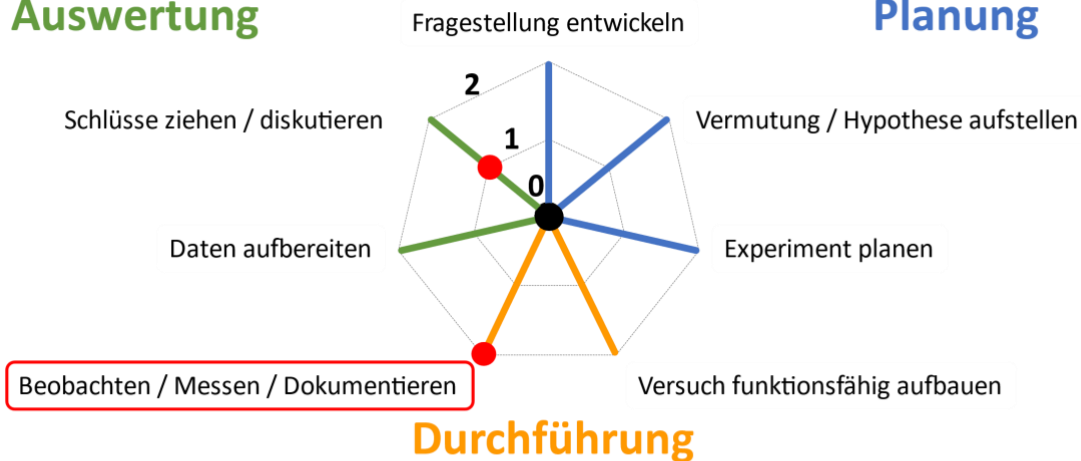 Auswertung
Fragestellung entwickeln
Planung
2
Schlüsse ziehen / diskutieren
Vermutung / Hypothese aufstellen
1
0
Daten aufbereiten
Experiment planen
Beobachten / Messen / Dokumentieren
Versuch funktionsfähig aufbauen
Durchführung